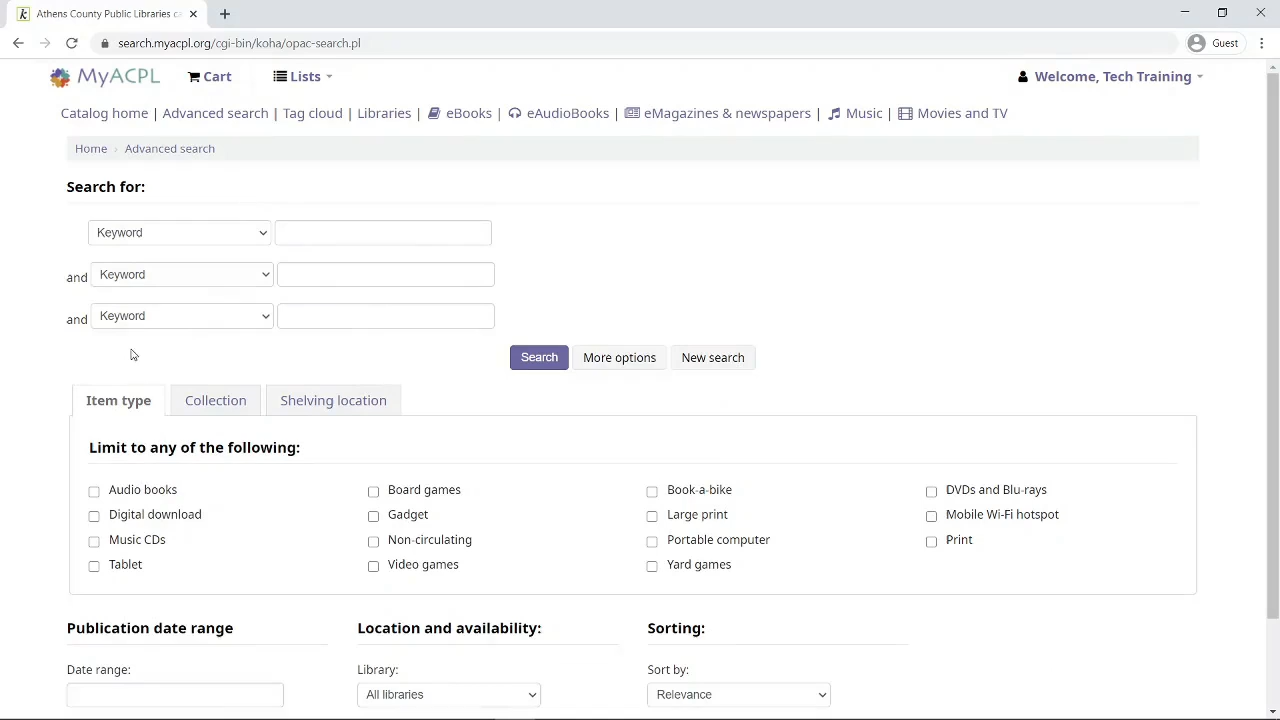 Athens County Public Libraries ca
search.myacpl.org/cgi-bin/koha/opac-search.pl
Guest
MyACPL Cart Lists Welcome, Tech Training
Catalog home | Advanced search | Tag cloud | Libraries | eBooks | eAudioBooks | eMagazines & newspapers | Music | Movies and TV
Home › Advanced search
Search for:
Keyword
and Keyword
and Keyword
Search More options New search
Item type Collection Shelving location
Limit to any of the following:
Audio books Board games Book-a-bike DVDs and Blu-rays
Digital download Gadget Large print Mobile Wi-Fi hotspot
Music CDs Non-circulating Portable computer Print
Tablet Video games Yard games
Publication date range Location and availability: Sorting:
Date range: Library: Sort by:
All libraries Relevance